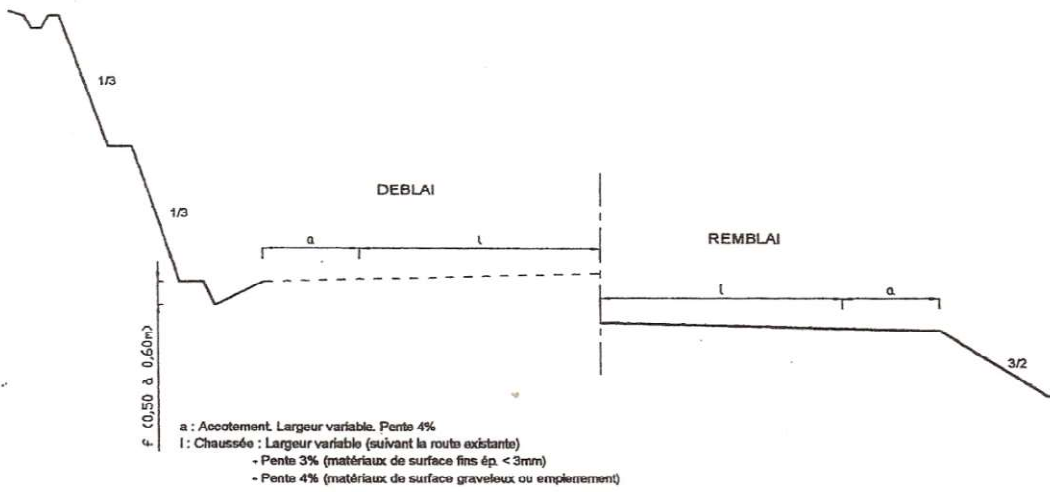 1/3
1/3
DEBLAI
a
l
REMBLAI
l
a
3/2
f (0,50 à 0,60m)
a : Accotement. Largeur variable. Pente 4%
l : Chaussée : Largeur variable (suivant la route existante)
- Pente 3% (matériaux de surface fins ép. < 3mm)
- Pente 4% (matériaux de surface graveleux ou empierrement)